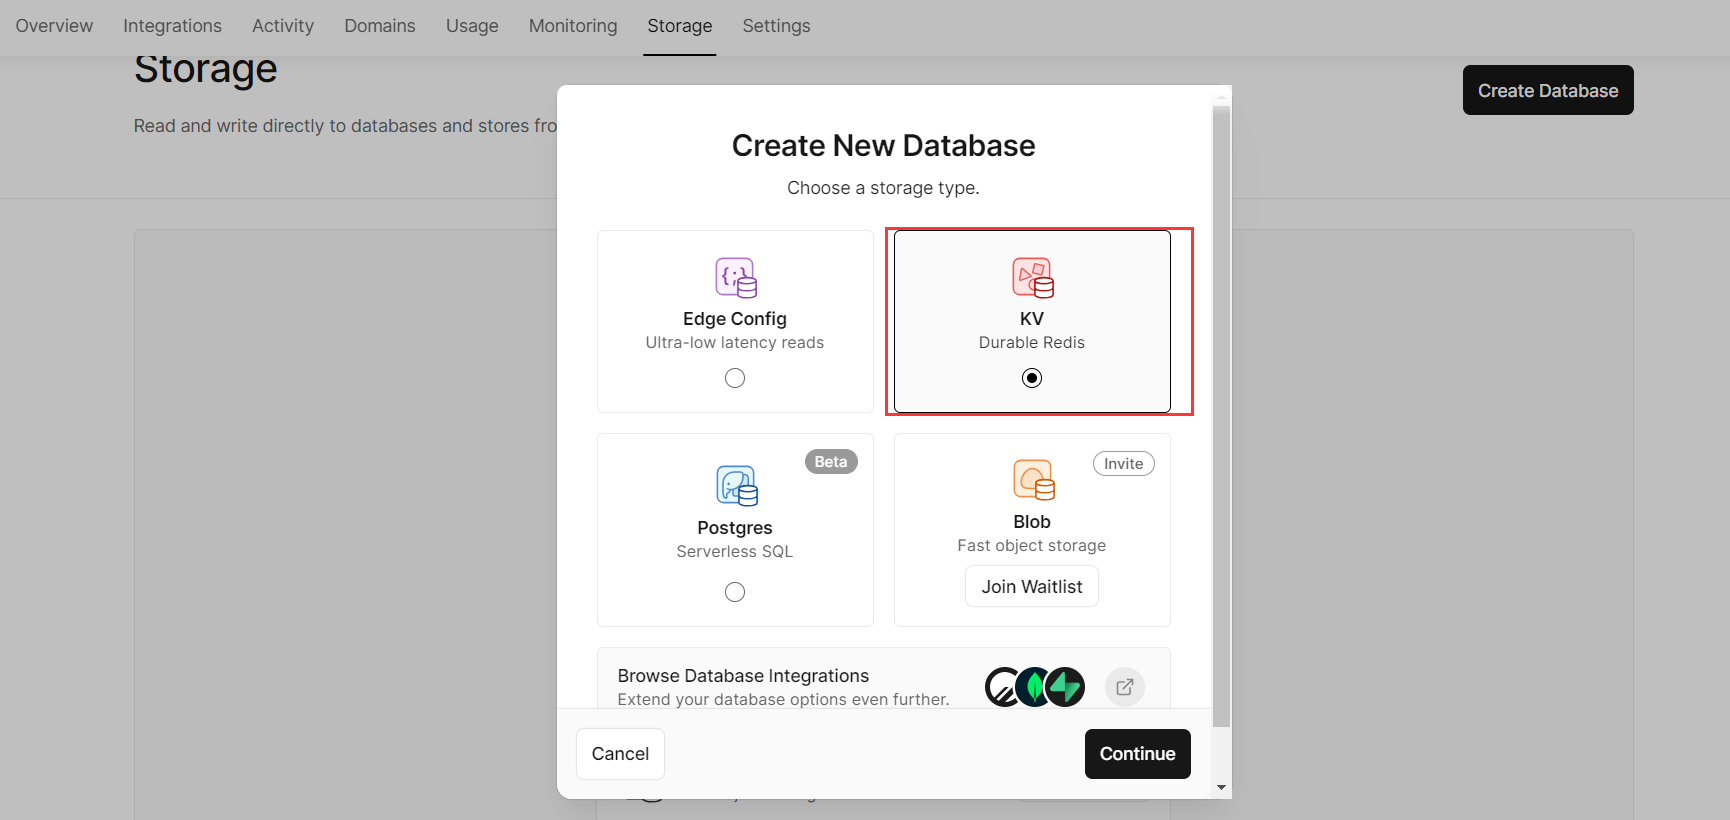 Overview Integrations Activity Domains Usage Monitoring Storage Settings
Storage
Create Database
Read and write directly to databases and stores fro
Create New Database
Choose a storage type.
Edge Config
Ultra-low latency reads
KV
Durable Redis
Beta
Postgres
Serverless SQL
Invite
Blob
Fast object storage
Join Waitlist
Browse Database Integrations
Extend your database options even further.
Cancel
Continue